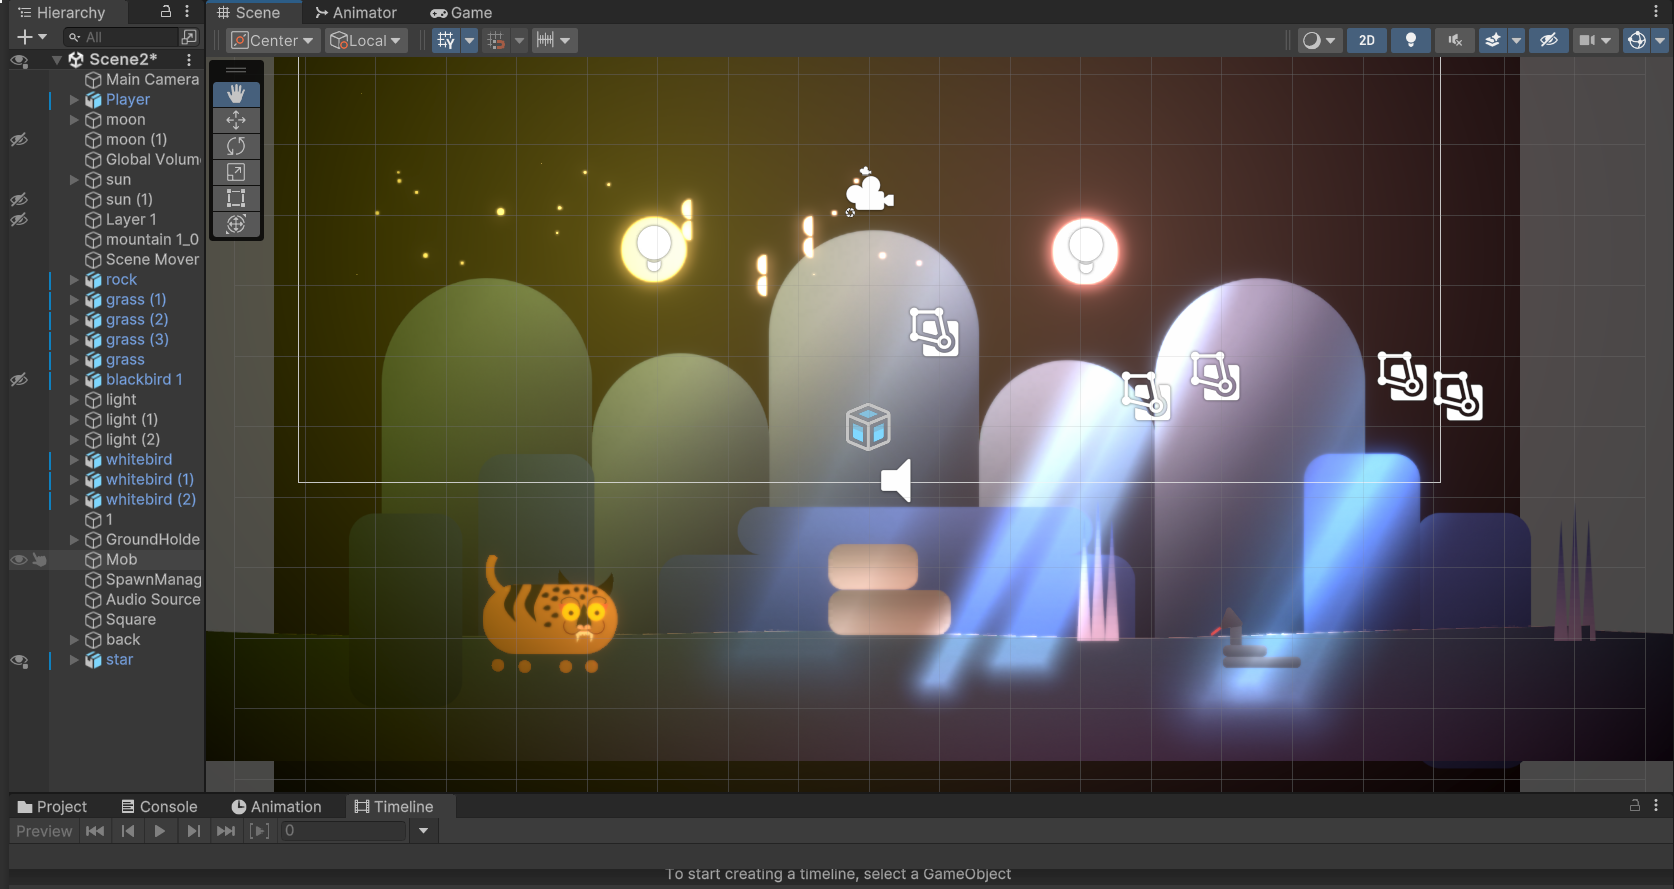 Hierarchy
Scene
Animator
Game
All
Center
Local
2D
Scene2*
Main Camera
Player
moon
moon (1)
Global Volum
sun
sun (1)
Layer 1
mountain 1_0
Scene Mover
rock
grass (1)
grass (2)
grass (3)
grass
blackbird 1
light
light (1)
light (2)
whitebird
whitebird (1)
whitebird (2)
1
GroundHolde
Mob
SpawnManag
Audio Source
Square
back
star
Project
Console
Animation
Timeline
Preview
0
To start creating a timeline, select a GameObject